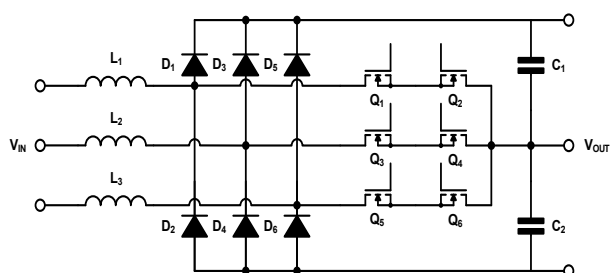 L1 D1 D3 D5 C1
Q1 Q2
VIN L2 VOUT
Q3 Q4
L3
D2 D4 D6 Q5 Q6 C2